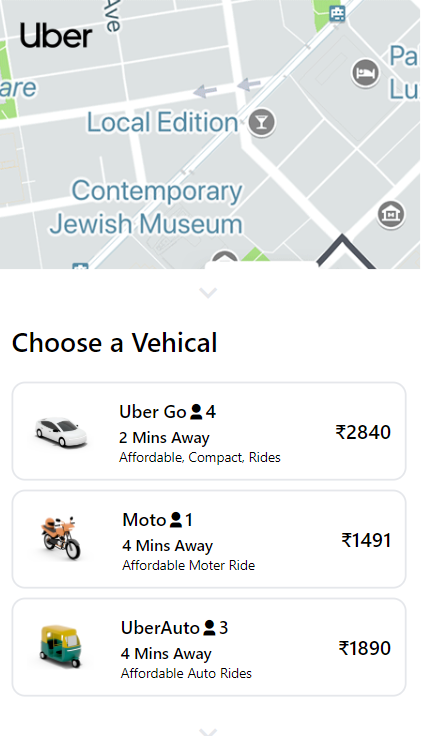 Uber
Ave
are
Pa
Lu
Local Edition
Contemporary
Jewish Museum
Choose a Vehical
Uber Go 4
2 Mins Away
Affordable, Compact, Rides
₹2840
Moto 1
4 Mins Away
Affordable Moter Ride
₹1491
UberAuto 3
4 Mins Away
Affordable Auto Rides
₹1890